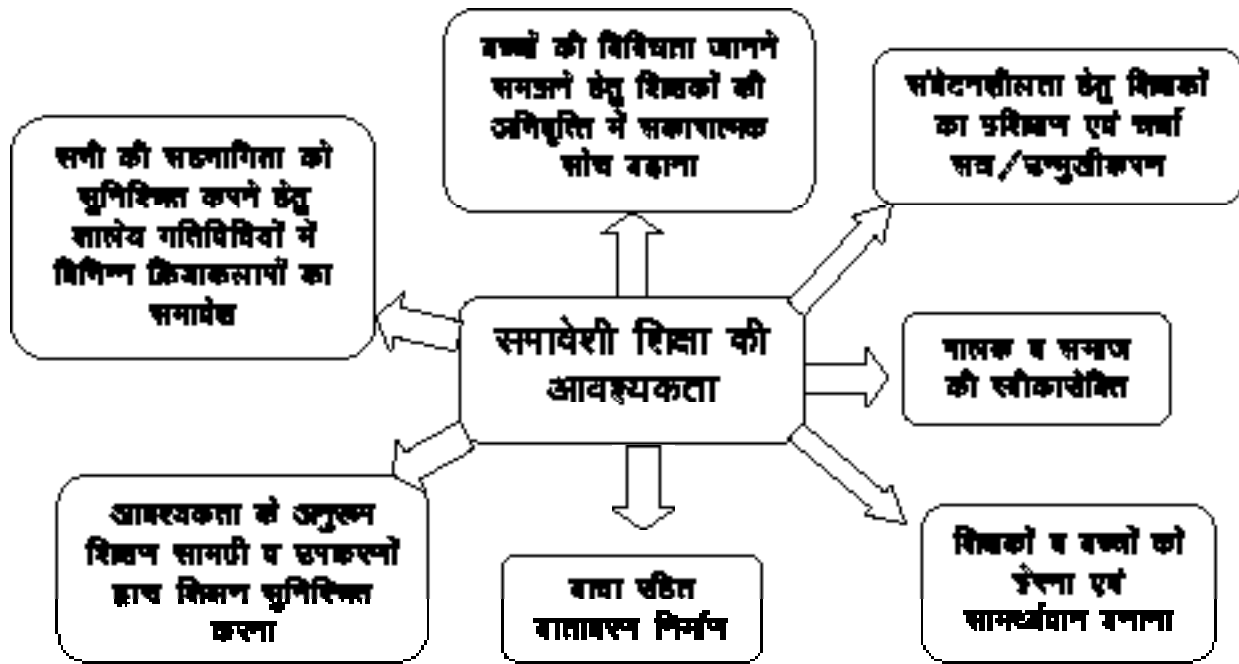 बच्चों की विविधता जानने
समझने हेतु शिक्षकों की
अभिवृत्ति में सकारात्मक
सोच बढ़ाना
संवेदनशीलता हेतु शिक्षकों
का प्रशिक्षण एवं चर्चा
सत्र/उन्मुखीकरण
सभी की सहभागिता को
सुनिश्चित करने हेतु
शालेय गतिविधियों में
विभिन्न क्रियाकलापों का
समावेश
समावेशी शिक्षा की
आवश्यकता
पालक व समाज
की स्वीकारोक्ति
आवश्यकता के अनुरूप
शिक्षण सामग्री व उपकरणों
द्वारा शिक्षण सुनिश्चित
करना
बाधा रहित
वातावरण निर्माण
शिक्षकों व बच्चों को
प्रेरणा एवं
सामर्थ्यवान बनाना